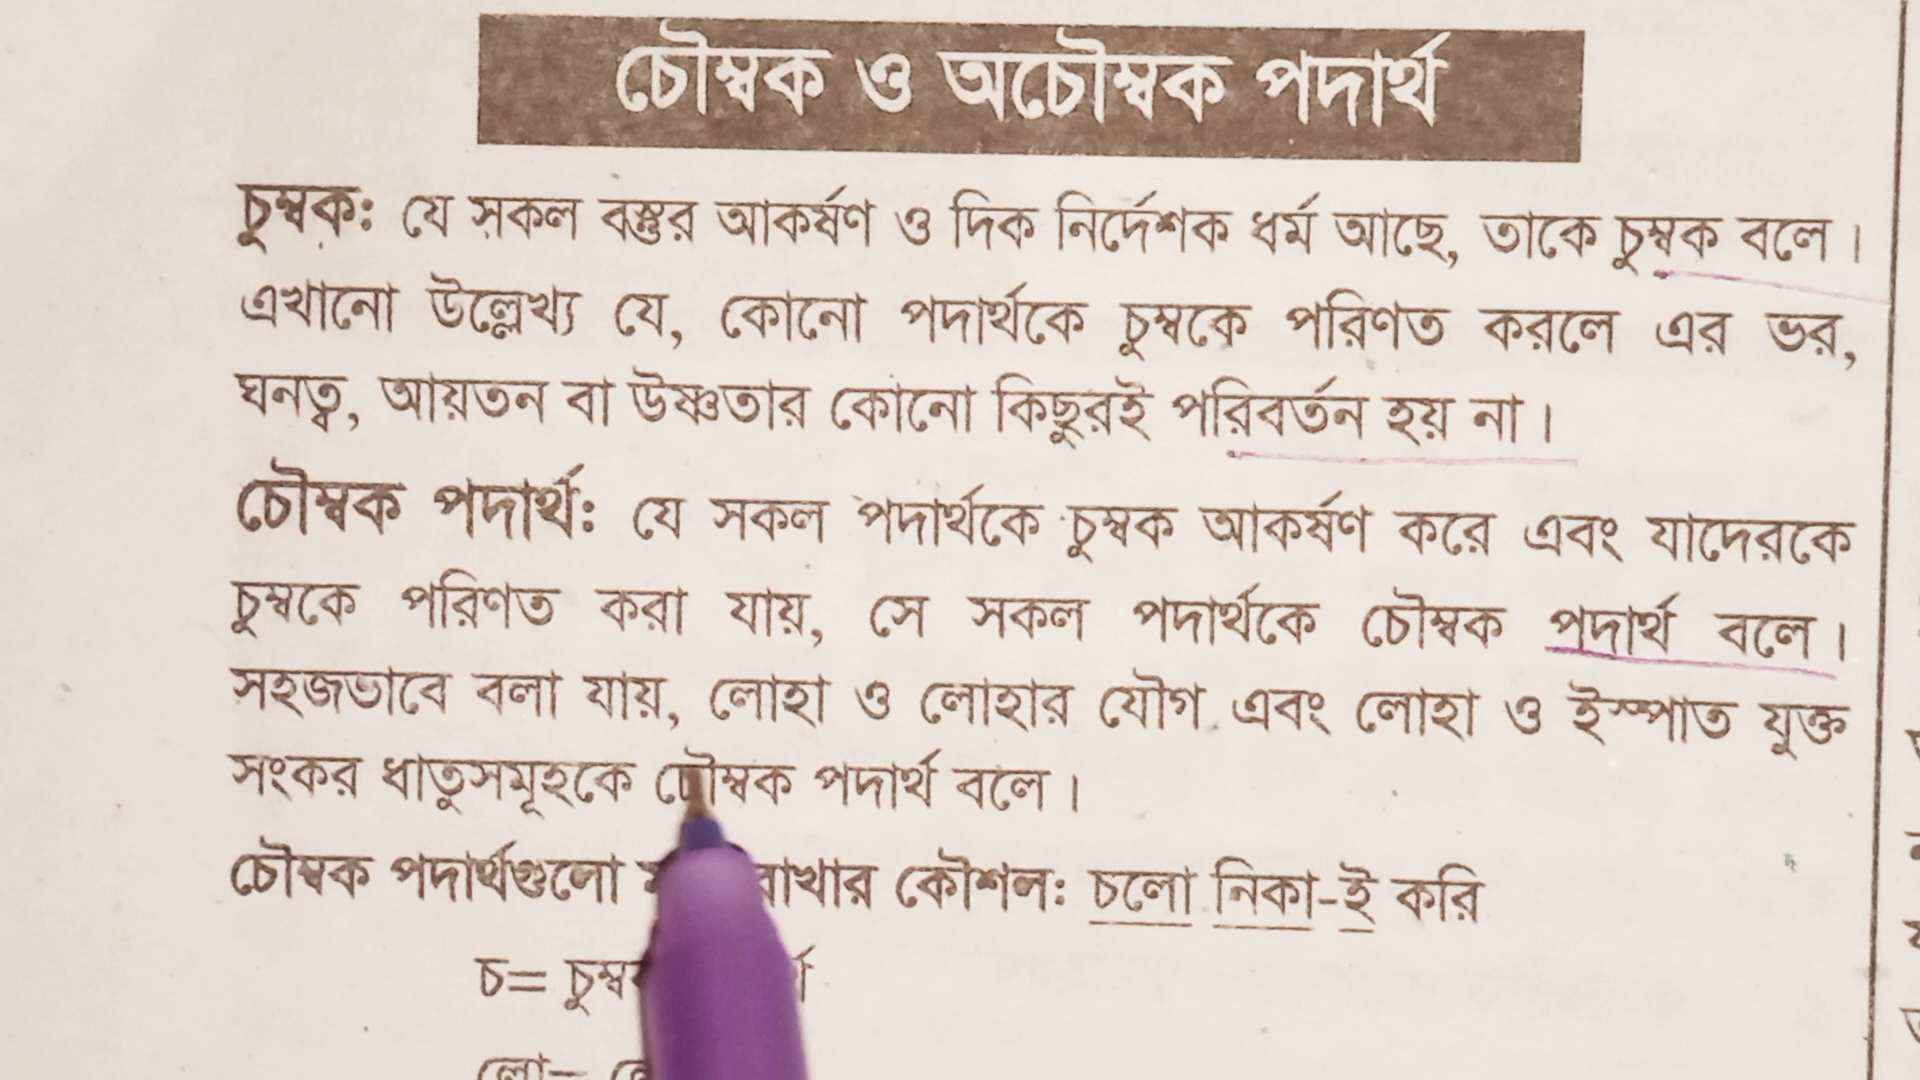 চৌম্বক ও অচৌম্বক পদার্থ
চুম্বক: যে সকল বস্তুর আকর্ষণ ও দিক নির্দেশক ধর্ম আছে, তাকে চুম্বক বলে।
এখানো উল্লেখ্য যে, কোনো পদার্থকে চুম্বকে পরিণত করলে এর ভর,
ঘনত্ব, আয়তন বা উষ্ণতার কোনো কিছুরই পরিবর্তন হয় না।
চৌম্বক পদার্থ: যে সকল পদার্থকে চুম্বক আকর্ষণ করে এবং যাদেরকে
চুম্বকে পরিণত করা যায়, সে সকল পদার্থকে চৌম্বক পদার্থ বলে।
সহজভাবে বলা যায়, লোহা ও লোহার যৌগ এবং লোহা ও ইস্পাত যুক্ত
সংকর ধাতুসমূহকে চৌম্বক পদার্থ বলে।
চৌম্বক পদার্থগুলো রাখার কৌশল: চলো নিকা-ই করি
চ=